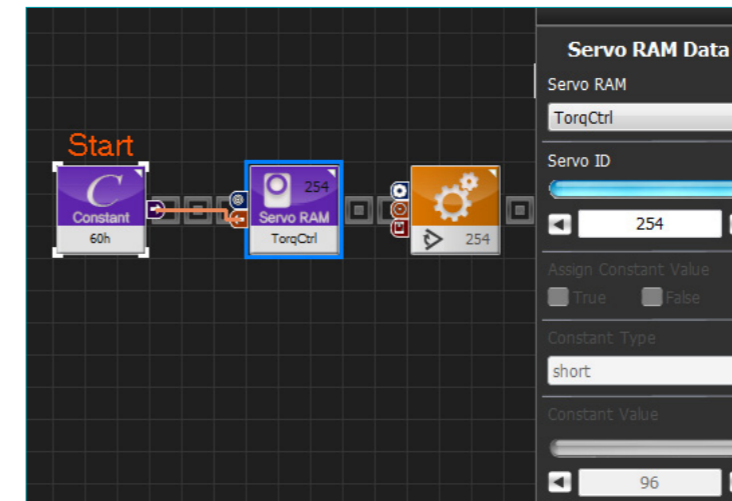 Start
C
Constant
60h
254
Servo RAM
TorqCtrl
254
Servo RAM Data
Servo RAM
TorqCtrl
Servo ID
254
Assign Constant Value
True False
Constant Type
short
Constant Value
96